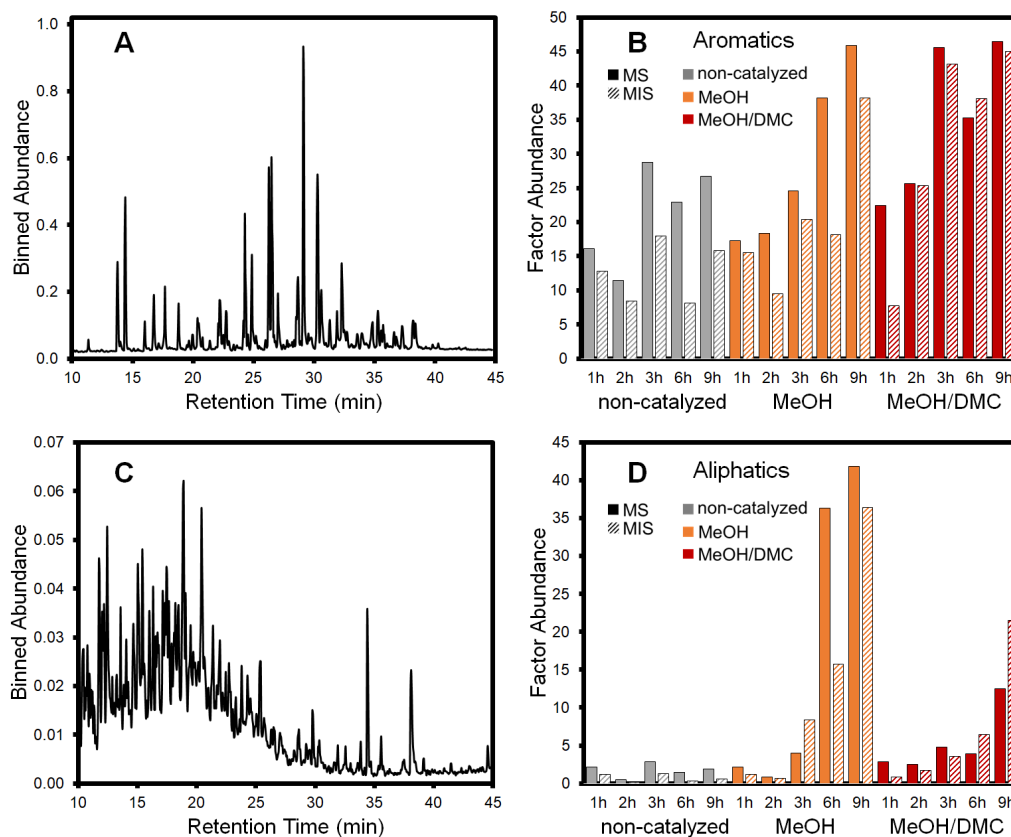 A
Binned Abundance
1.0
0.8
0.6
0.4
0.2
0.0
10 15 20 25 30 35 40 45
Retention Time (min)
B Aromatics
MS
MIS
non-catalyzed
MeOH
MeOH/DMC
Factor Abundance
50
45
40
35
30
25
20
15
10
5
0
1h 2h 3h 6h 9h 1h 2h 3h 6h 9h 1h 2h 3h 6h 9h
non-catalyzed MeOH MeOH/DMC
C
Binned Abundance
0.07
0.06
0.05
0.04
0.03
0.02
0.01
0.00
10 15 20 25 30 35 40 45
Retention Time (min)
D Aliphatics
MS
MIS
non-catalyzed
MeOH
MeOH/DMC
Factor Abundance
45
40
35
30
25
20
15
10
5
0
1h 2h 3h 6h 9h 1h 2h 3h 6h 9h 1h 2h 3h 6h 9h
non-catalyzed MeOH MeOH/DMC